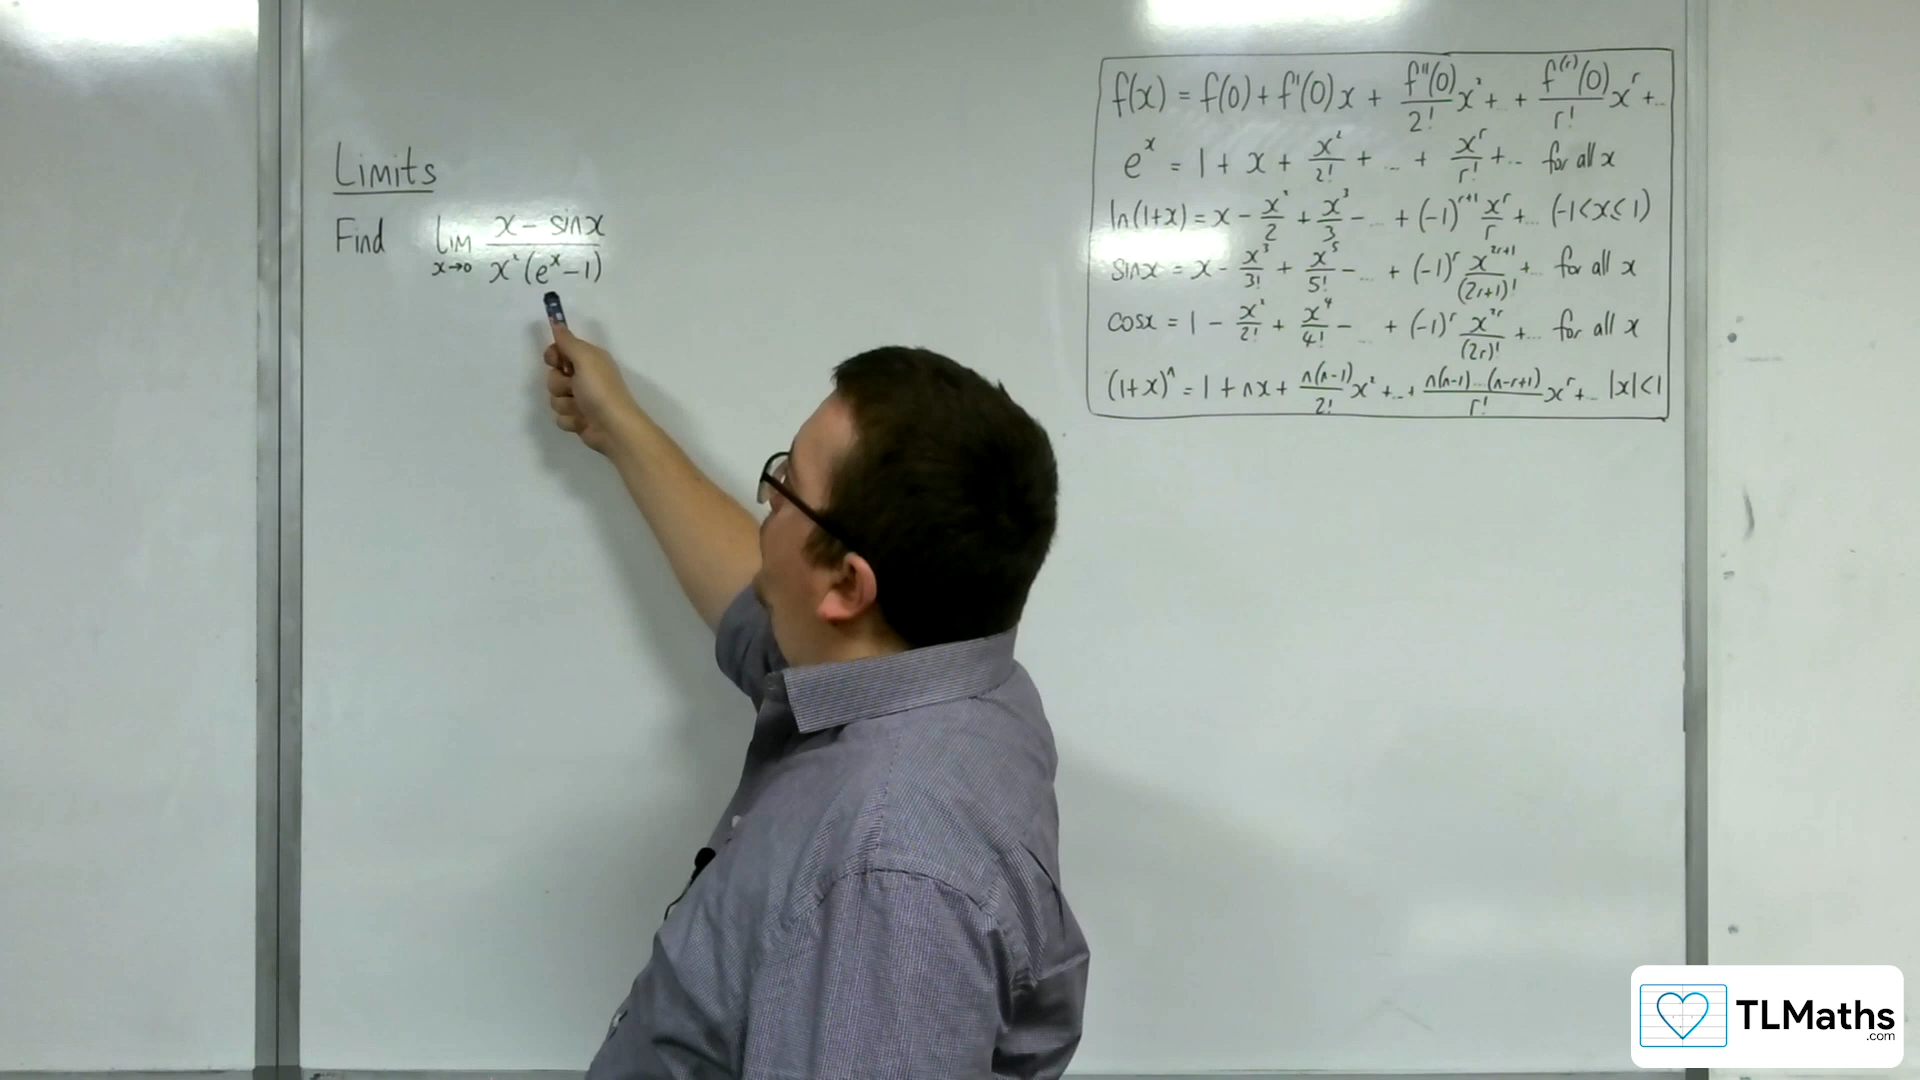 Limits
Find lim x→0 (x - sinx)/(x²(eˣ-1))
f(x) = f(0) + f'(0)x + f''(0)/2! x² + .. + f⁽ʳ⁾(0)/r! xʳ + ...
eˣ = 1 + x + x²/2! + ... + xʳ/r! + ... for all x
ln(1+x) = x - x²/2 + x³/3 - ... + (-1)ʳ⁺¹ xʳ/r + ... (-1<x≤1)
sinx = x - x³/3! + x⁵/5! - ... + (-1)ʳ x²ʳ⁺¹/(2r+1)! + ... for all x
cosx = 1 - x²/2! + x⁴/4! - ... + (-1)ʳ x²ʳ/(2r)! + ... for all x
(1+x)ⁿ = 1 + nx + n(n-1)/2! x² + ... + n(n-1)...(n-r+1)/r! xʳ + ... |x|<1
TLMaths
.com